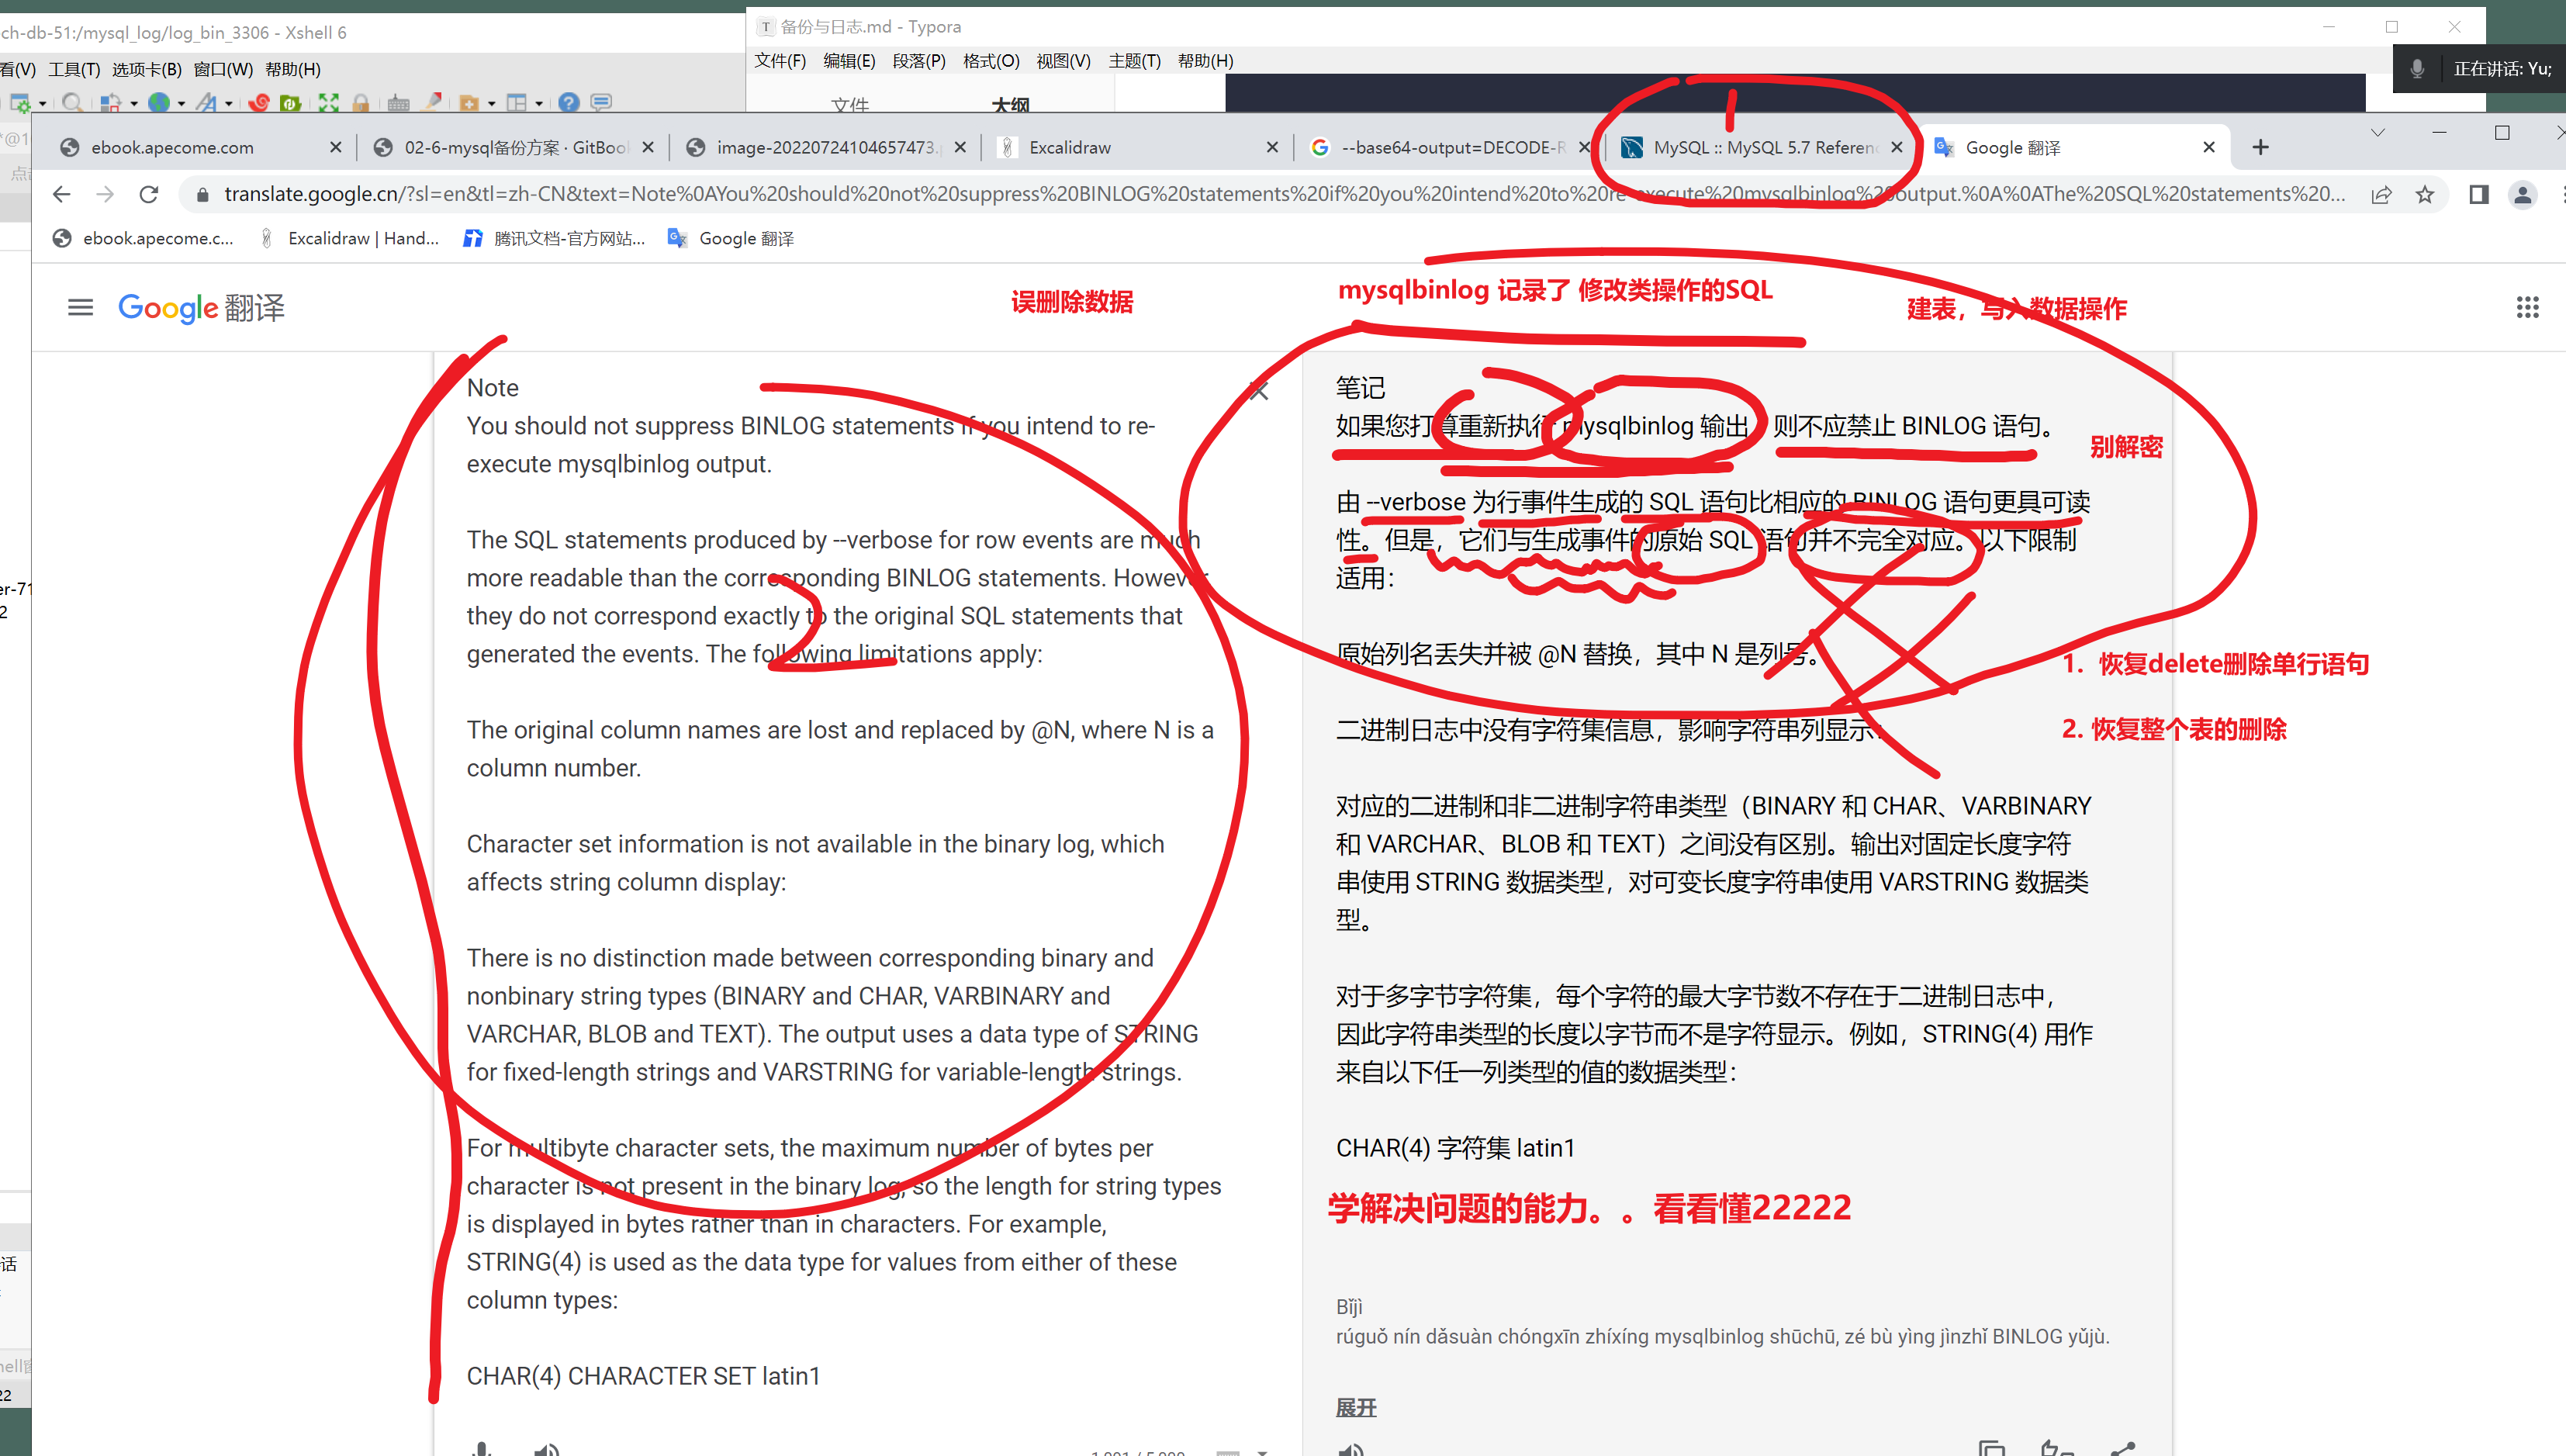 ch-db-51:/mysql_log/log_bin_3306 - Xshell 6
看(V) 工具(T) 选项卡(B) 窗口(W) 帮助(H)
备份与日志.md - Typora
文件(F) 编辑(E) 段落(P) 格式(O) 视图(V) 主题(T) 帮助(H)
文件 大纲
正在讲话: Yu;
ebook.apecome.com
02-6-mysql备份方案 · GitBook
image-20220724104657473.p
Excalidraw
--base64-output=DECODE-R
MySQL :: MySQL 5.7 Referenc
Google 翻译
translate.google.cn/?sl=en&tl=zh-CN&text=Note%0AYou%20should%20not%20suppress%20BINLOG%20statements%20if%20you%20intend%20to%20re-execute%20mysqlbinlog%20output.%0A%0AThe%20SQL%20statements%20...
ebook.apecome.c...
Excalidraw | Hand...
腾讯文档-官方网站...
Google 翻译
Google 翻译
误删除数据
mysqlbinlog 记录了 修改类操作的SQL
建表，写入数据操作
Note
You should not suppress BINLOG statements if you intend to re-
execute mysqlbinlog output.
The SQL statements produced by --verbose for row events are much
more readable than the corresponding BINLOG statements. However
they do not correspond exactly to the original SQL statements that
generated the events. The following limitations apply:
The original column names are lost and replaced by @N, where N is a
column number.
Character set information is not available in the binary log, which
affects string column display:
There is no distinction made between corresponding binary and
nonbinary string types (BINARY and CHAR, VARBINARY and
VARCHAR, BLOB and TEXT). The output uses a data type of STRING
for fixed-length strings and VARSTRING for variable-length strings.
For multibyte character sets, the maximum number of bytes per
character is not present in the binary log, so the length for string types
is displayed in bytes rather than in characters. For example,
STRING(4) is used as the data type for values from either of these
column types:
CHAR(4) CHARACTER SET latin1
笔记
如果您打算重新执行 mysqlbinlog 输出，则不应禁止 BINLOG 语句。
别解密
由 --verbose 为行事件生成的 SQL 语句比相应的 BINLOG 语句更具可读
性。但是，它们与生成事件的原始 SQL 语句并不完全对应。以下限制
适用：
原始列名丢失并被 @N 替换，其中 N 是列号。
1. 恢复delete删除单行语句
二进制日志中没有字符集信息，影响字符串列显示：
2. 恢复整个表的删除
对应的二进制和非二进制字符串类型（BINARY 和 CHAR、VARBINARY
和 VARCHAR、BLOB 和 TEXT）之间没有区别。输出对固定长度字符
串使用 STRING 数据类型，对可变长度字符串使用 VARSTRING 数据类
型。
对于多字节字符集，每个字符的最大字节数不存在于二进制日志中，
因此字符串类型的长度以字节而不是字符显示。例如，STRING(4) 用作
来自以下任一列类型的值的数据类型：
CHAR(4) 字符集 latin1
学解决问题的能力。。看看懂22222
Bǐjì
rúguǒ nín dǎsuàn chóngxīn zhíxíng mysqlbinlog shūchū, zé bù yìng jìnzhǐ BINLOG yǔjù.
展开
2